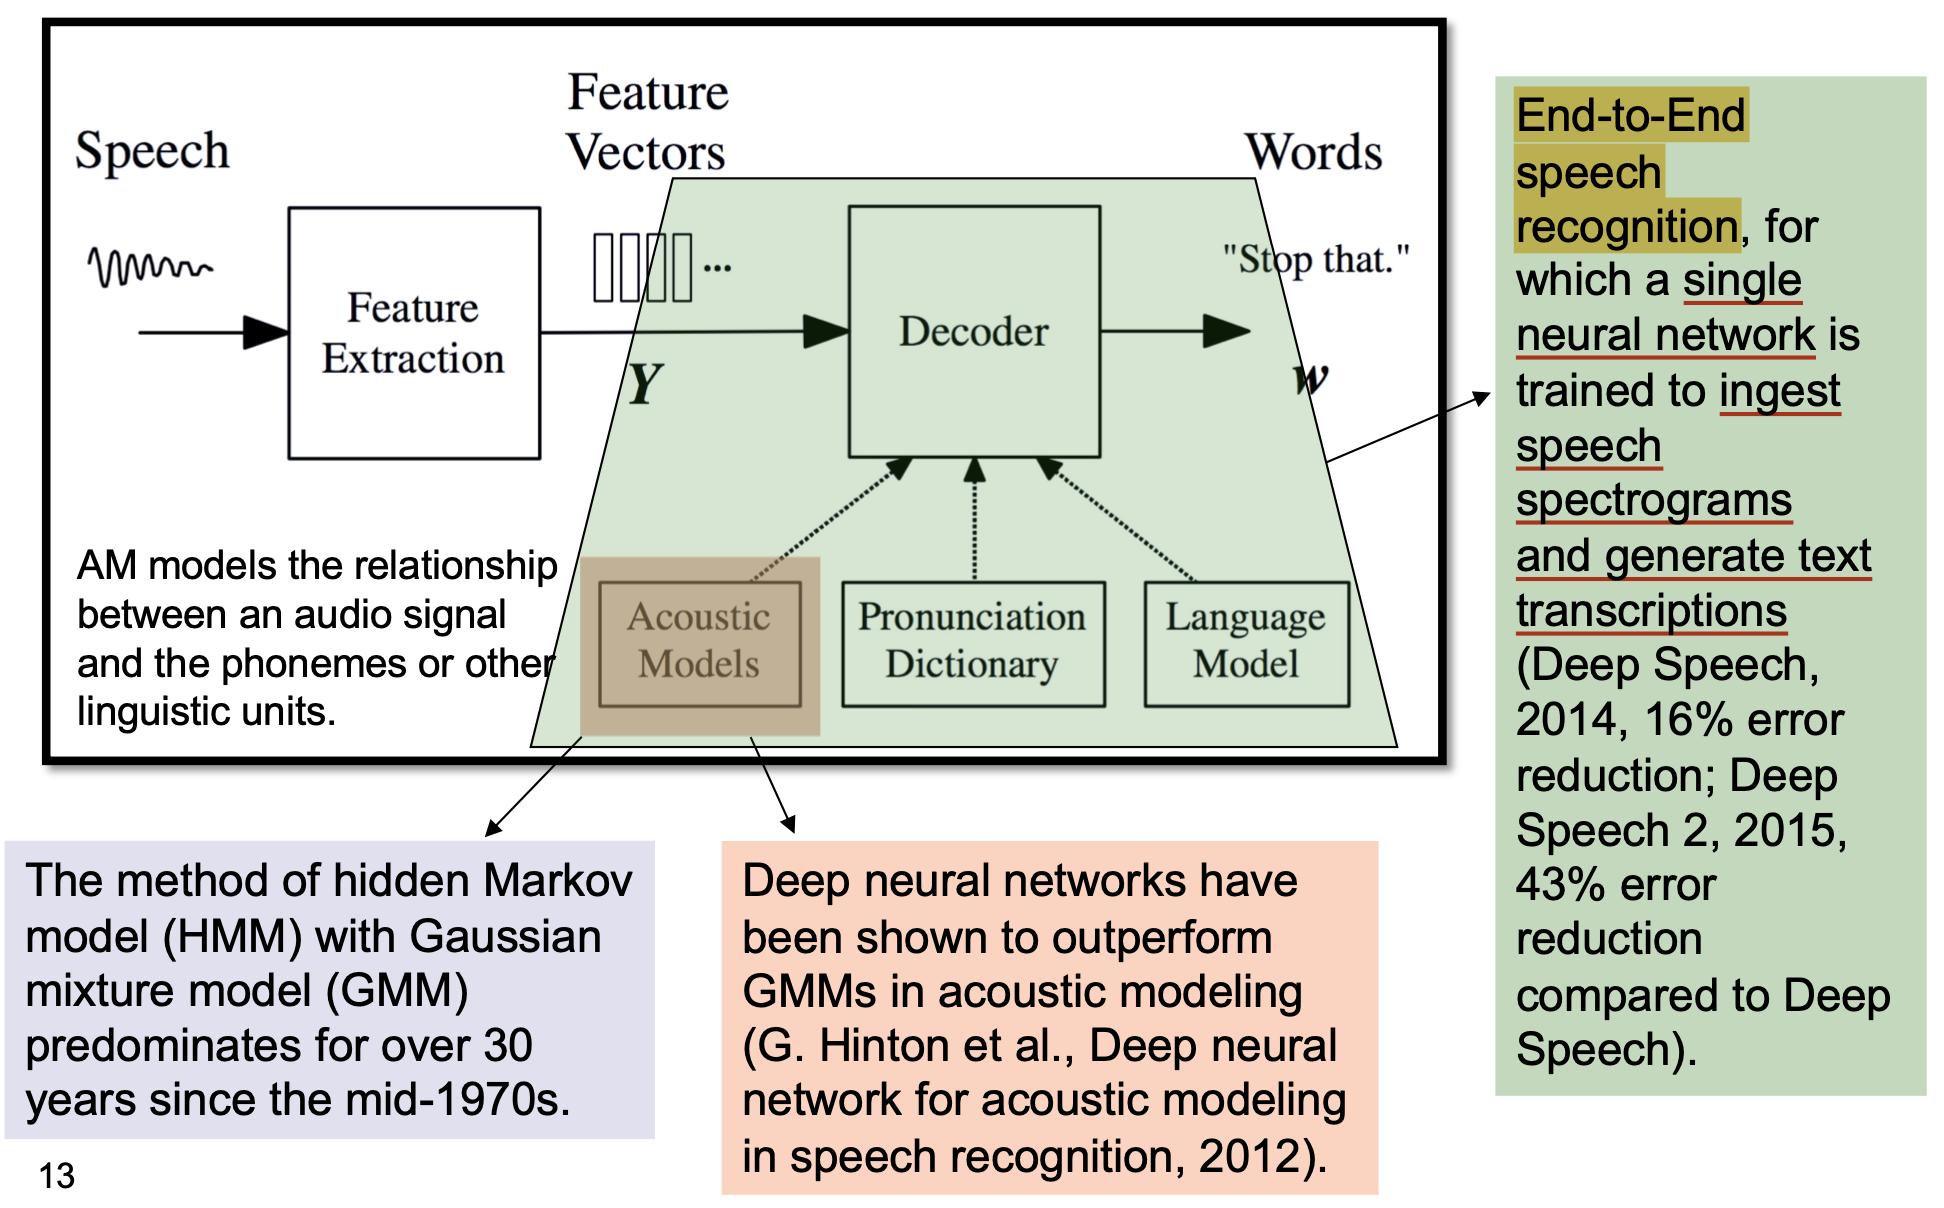 Speech
Feature
Vectors
Words
Feature
Extraction
...
Y
Decoder
"Stop that."
w
AM models the relationship
between an audio signal
and the phonemes or other
linguistic units.
Acoustic
Models
Pronunciation
Dictionary
Language
Model
End-to-End
speech
recognition, for
which a single
neural network is
trained to ingest
speech
spectrograms
and generate text
transcriptions
(Deep Speech,
2014, 16% error
reduction; Deep
Speech 2, 2015,
43% error
reduction
compared to Deep
Speech).
The method of hidden Markov
model (HMM) with Gaussian
mixture model (GMM)
predominates for over 30
years since the mid-1970s.
Deep neural networks have
been shown to outperform
GMMs in acoustic modeling
(G. Hinton et al., Deep neural
network for acoustic modeling
in speech recognition, 2012).
13